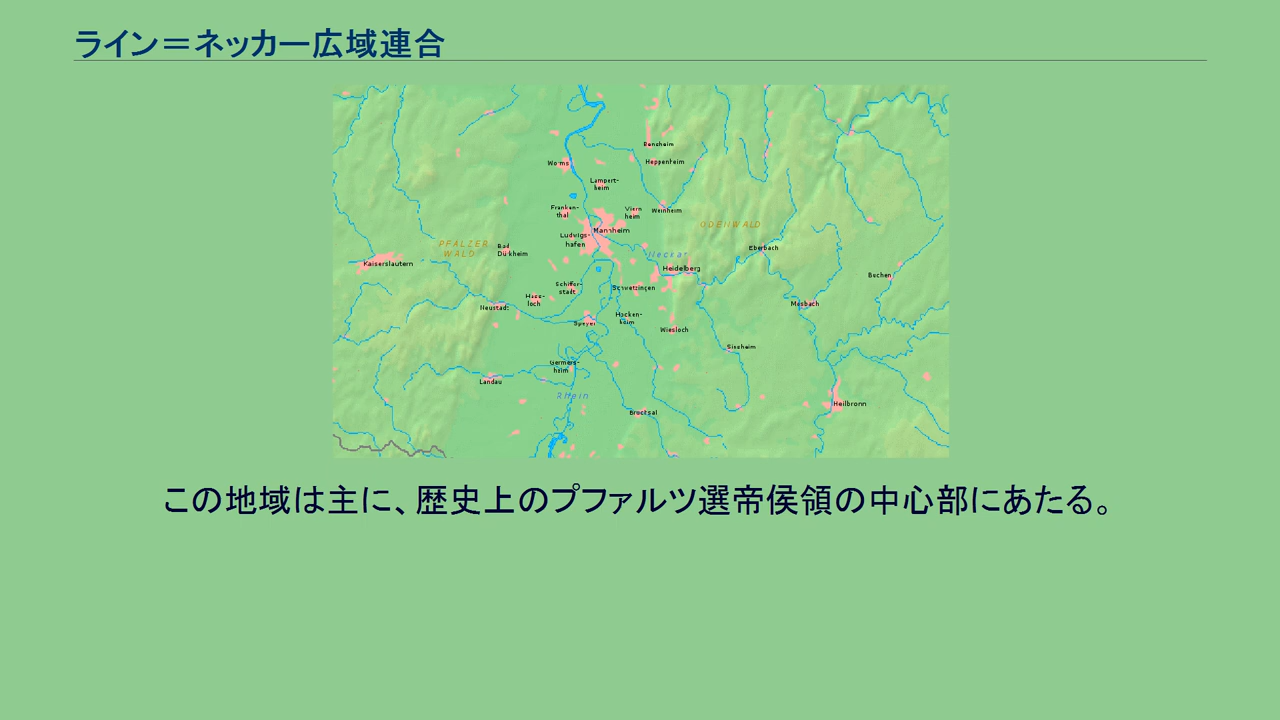 ライン＝ネッカー広域連合
Bensheim
Worms
Heppenheim
Lampert-
heim
Franken-
thal
Viern
heim
Weinheim
ODENWALD
Mannheim
Ludwigs-
hafen
PFÄLZER
WALD
Bad
Dürkheim
Neckar
Eberbach
Kaiserslautern
Heidelberg
Buchen
Schiffer-
stadt
Schwetzingen
Hass-
loch
Mosbach
Neustadt
Hocken-
heim
Speyer
Wiesloch
Sinsheim
Germers-
heim
Landau
Rhein
Heilbronn
Bruchsal
この地域は主に、歴史上のプファルツ選帝侯領の中心部にあたる。